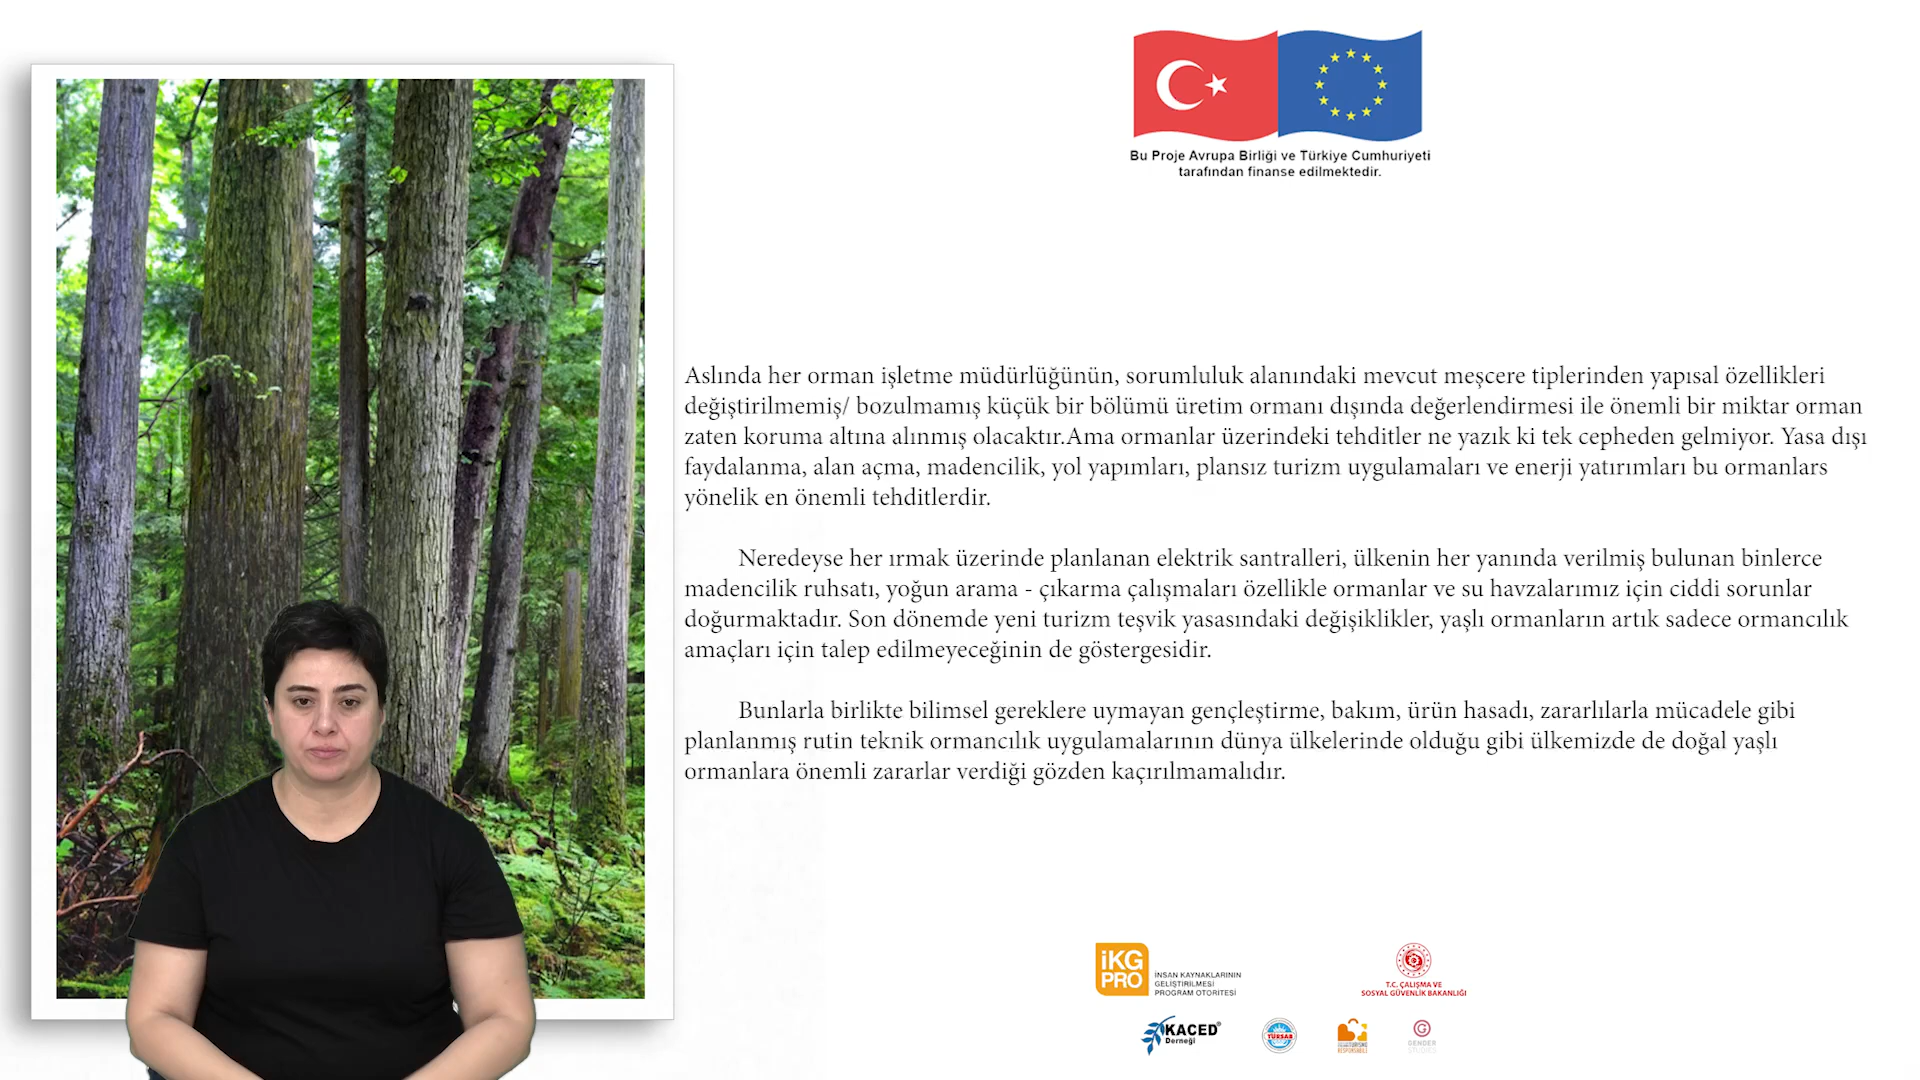 Bu Proje Avrupa Birliği ve Türkiye Cumhuriyeti
tarafından finanse edilmektedir.
Aslında her orman işletme müdürlüğünün, sorumluluk alanındaki mevcut meşcere tiplerinden yapısal özellikleri
değiştirilmemiş/ bozulmamış küçük bir bölümü üretim ormanı dışında değerlendirmesi ile önemli bir miktar orman
zaten koruma altına alınmış olacaktır.Ama ormanlar üzerindeki tehditler ne yazık ki tek cepheden gelmiyor. Yasa dışı
faydalanma, alan açma, madencilik, yol yapımları, plansız turizm uygulamaları ve enerji yatırımları bu ormanlars
yönelik en önemli tehditlerdir.
Neredeyse her ırmak üzerinde planlanan elektrik santralleri, ülkenin her yanında verilmiş bulunan binlerce
madencilik ruhsatı, yoğun arama - çıkarma çalışmaları özellikle ormanlar ve su havzalarımız için ciddi sorunlar
doğurmaktadır. Son dönemde yeni turizm teşvik yasasındaki değişiklikler, yaşlı ormanların artık sadece ormancılık
amaçları için talep edilmeyeceğinin de göstergesidir.
Bunlarla birlikte bilimsel gereklere uymayan gençleştirme, bakım, ürün hasadı, zararlılarla mücadele gibi
planlanmış rutin teknik ormancılık uygulamalarının dünya ülkelerinde olduğu gibi ülkemizde de doğal yaşlı
ormanlara önemli zararlar verdiği gözden kaçırılmamalıdır.
iKG
PRO
İNSAN KAYNAKLARININ
GELİŞTİRİLMESİ
PROGRAM OTORİTESİ
T.C. ÇALIŞMA VE
SOSYAL GÜVENLİK BAKANLIĞI
KACED
Derneği
TÜRSAB
RESPONSABILE
GENDER
STUDIES